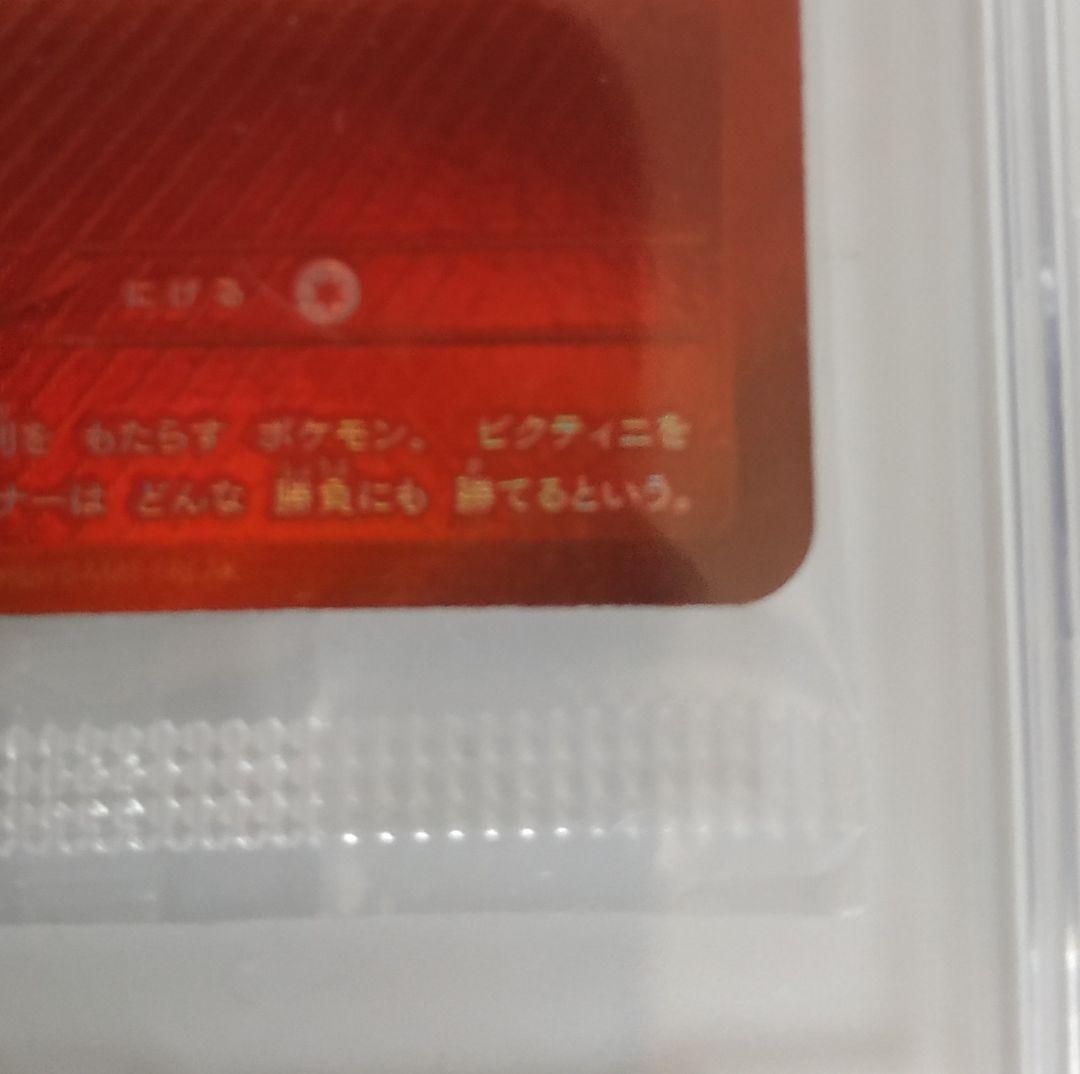 にげる
を もたらす ポケモン。 ビクティニを
ナーは どんな 勝負にも 勝てるという。